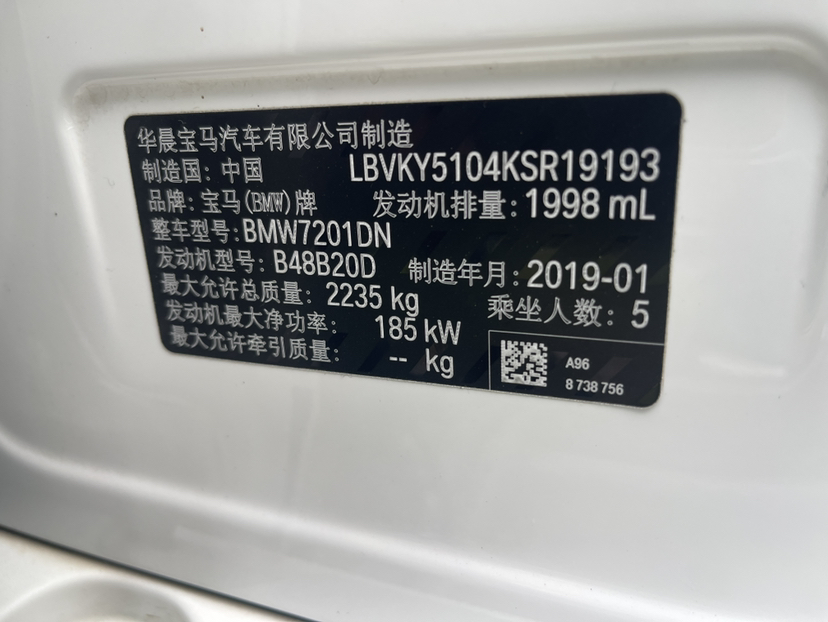 华晨宝马汽车有限公司制造
制造国: 中国 LBVKY5104KSR19193
品牌: 宝马(BMW)牌 发动机排量: 1998 mL
整车型号: BMW7201DN
发动机型号: B48B20D 制造年月: 2019-01
最大允许总质量: 2235 kg 乘坐人数: 5
发动机最大净功率: 185 kW
最大允许牵引质量: -- kg
A96
8 738 756